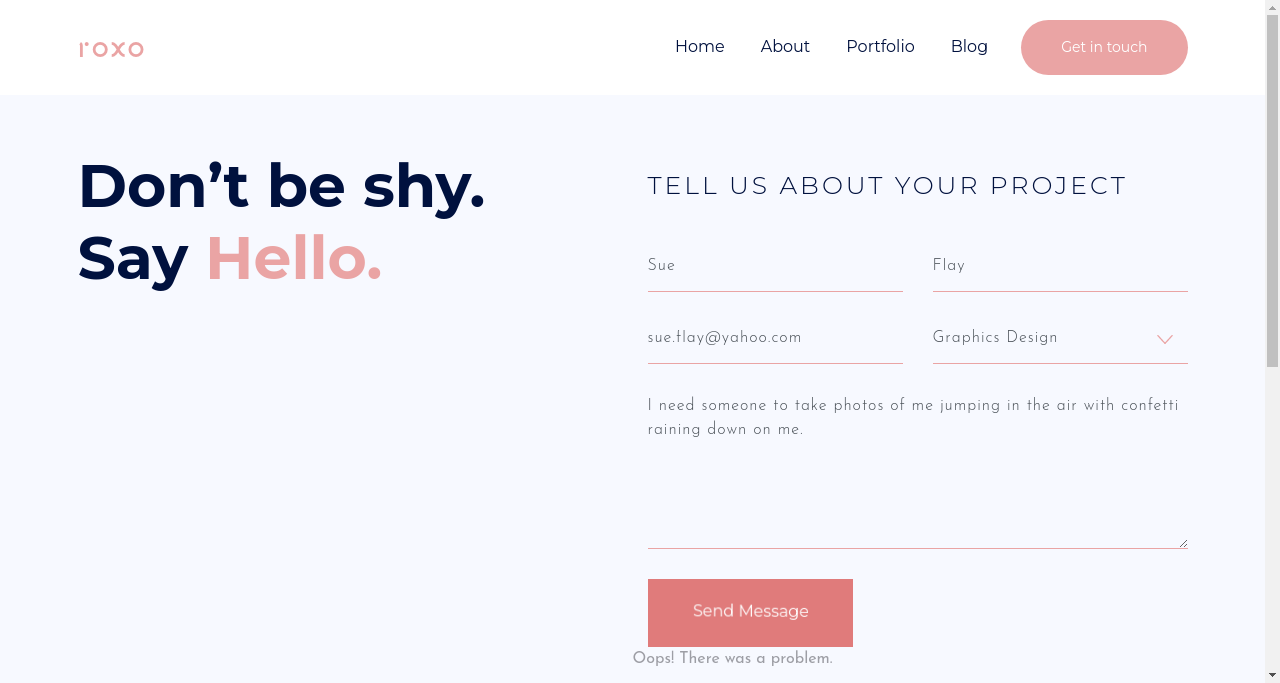 roxo
Home About Portfolio Blog Get in touch
Don’t be shy.
Say Hello.
TELL US ABOUT YOUR PROJECT
Sue Flay
sue.flay@yahoo.com Graphics Design
I need someone to take photos of me jumping in the air with confetti
raining down on me.
Send Message
Oops! There was a problem.